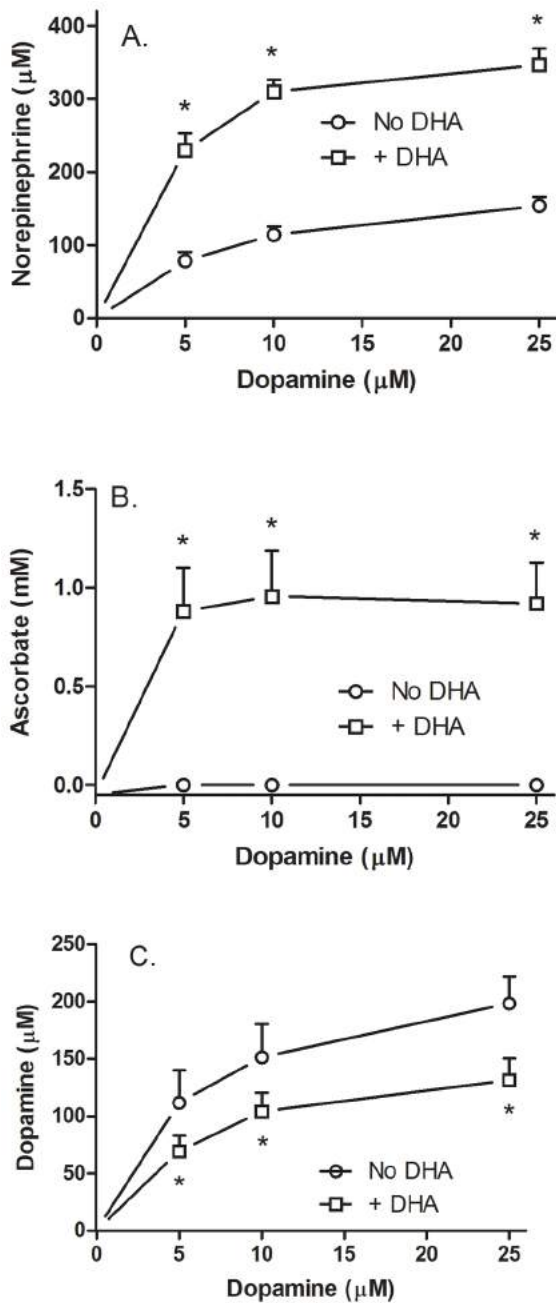 A.
Norepinephrine (μM)
400
300
200
100
0
*
*
*
No DHA
+ DHA
0 5 10 15 20 25
Dopamine (μM)
B.
Ascorbate (mM)
1.5
1.0
0.5
0.0
*
*
*
No DHA
+ DHA
0 5 10 15 20 25
Dopamine (μM)
C.
Dopamine (μM)
250
200
150
100
50
0
*
*
*
No DHA
+ DHA
0 5 10 15 20 25
Dopamine (μM)